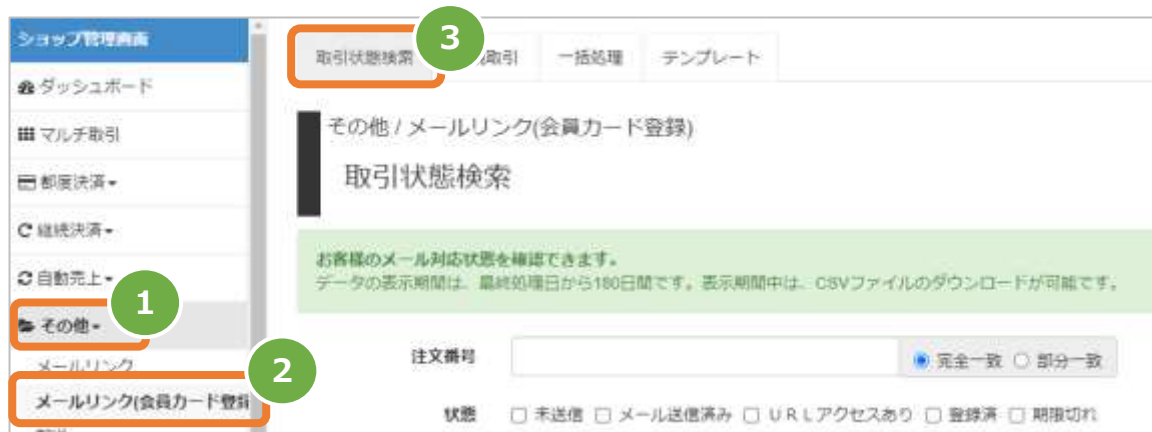 ショップ管理画面
ダッシュボード
マルチ取引
都度決済
継続決済
自動売上
1
その他
メールリンク
2
メールリンク(会員カード登録
3
取引状態検索
取引
一括処理
テンプレート
その他 / メールリンク(会員カード登録)
取引状態検索
お客様のメール対応状態を確認できます。
データの表示期間は、最終処理日から180日間です。表示期間中は、CSVファイルのダウンロードが可能です。
注文番号 完全一致 部分一致
状態 未送信 メール送信済み URLアクセスあり 登録済 期限切れ